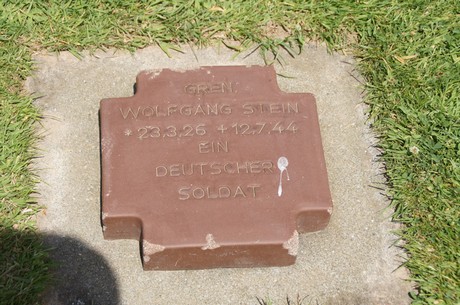 GREN.
WOLFGANG STEIN
* 23.3.26 + 12.7.44
EIN
DEUTSCHER
SOLDAT